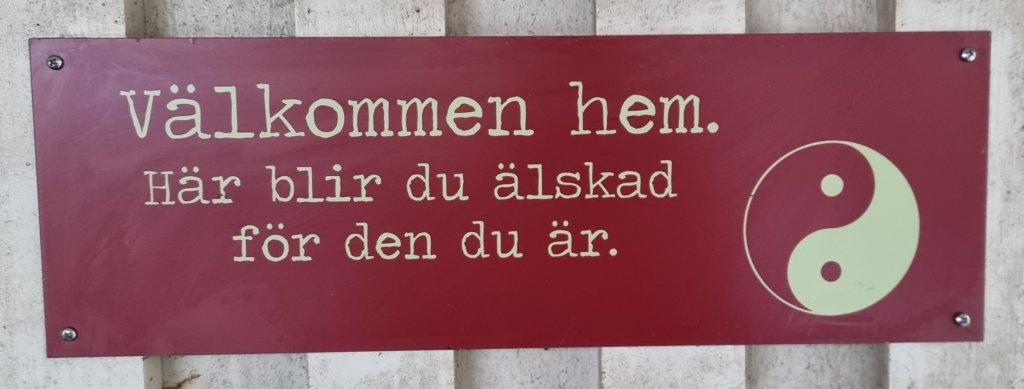 Välkommen hem.
Här blir du älskad
för den du är.